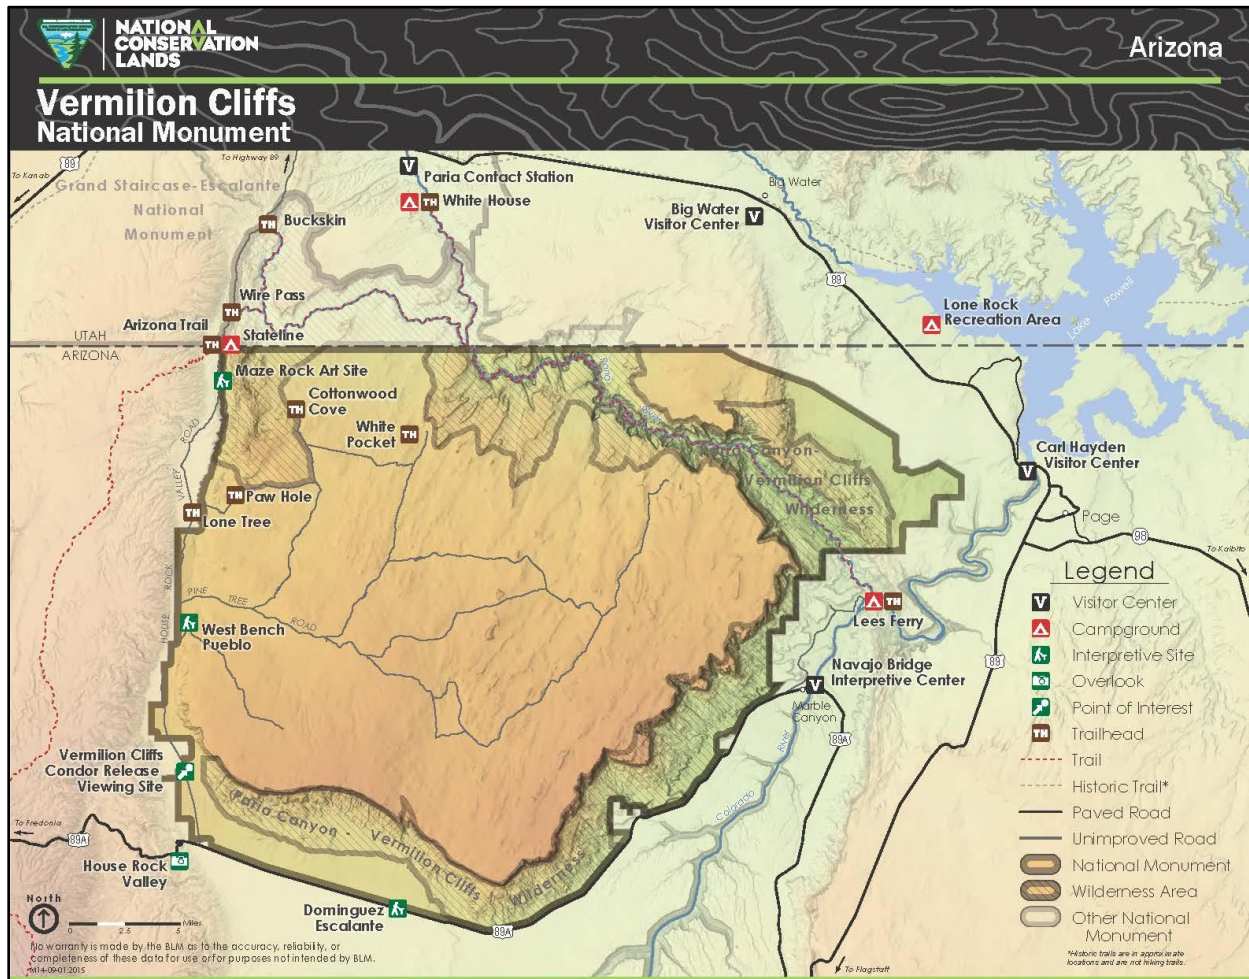 NATIONAL
CONSERVATION
LANDS
Arizona
Vermilion Cliffs
National Monument
To Highway 89
89
To Kanab
Grand Staircase-Escalante
National
Monument
Paria Contact Station
White House
Buckskin
Big Water
Big Water
Visitor Center
89
Wire Pass
Lone Rock
Recreation Area
Lake Powell
Arizona Trail
Stateline
UTAH
ARIZONA
Maze Rock Art Site
Cottonwood
Cove
White
Pocket
Paria
River
Paria Canyon-
Vermilion Cliffs
Wilderness
Carl Hayden
Visitor Center
Paw Hole
Lone Tree
HOUSE ROCK VALLEY ROAD
Page
98
To Kaibito
PINE TREE ROAD
West Bench
Pueblo
Lees Ferry
Navajo Bridge
Interpretive Center
Marble
Canyon
89A
89
Colorado River
Vermilion Cliffs
Condor Release
Viewing Site
Paria Canyon - Vermilion Cliffs Wilderness
To Fredonia
89A
House Rock
Valley
Dominguez
Escalante
89A
To Flagstaff
Legend
V Visitor Center
Campground
Interpretive Site
Overlook
Point of Interest
TH Trailhead
Trail
Historic Trail*
Paved Road
Unimproved Road
National Monument
Wilderness Area
Other National
Monument
*Historic trails are in approximate
locations and are not hiking trails.
North
0 2.5 5 Miles
No warranty is made by the BLM as to the accuracy, reliability, or
completeness of these data for use or for purposes not intended by BLM.
M14-09-01 2015